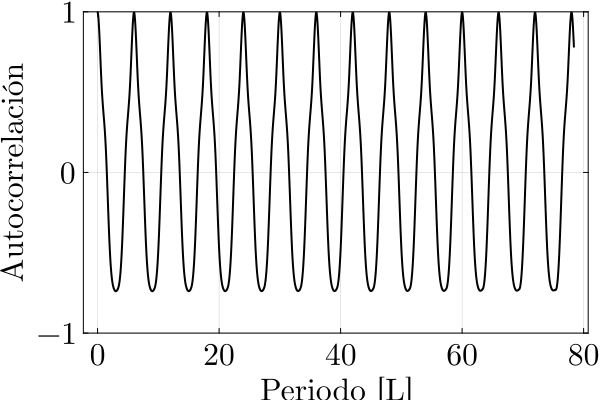 1
0
−1
Autocorrelación
0 20 40 60 80
Periodo [L]